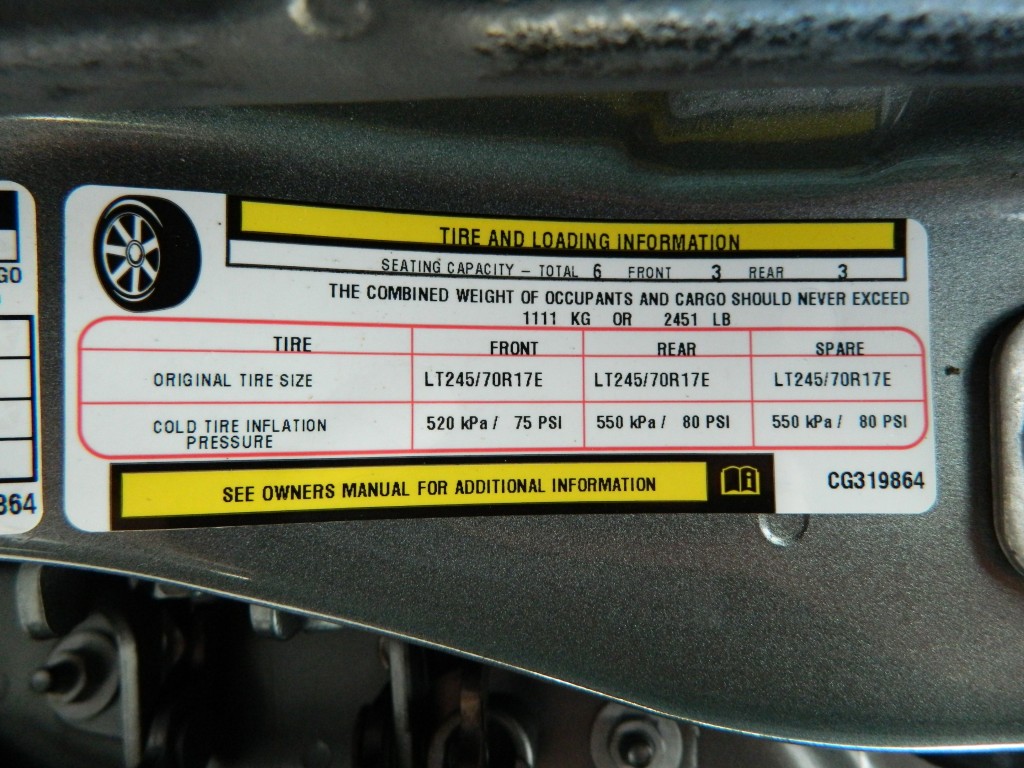 TIRE AND LOADING INFORMATION
SEATING CAPACITY – TOTAL 6 FRONT 3 REAR 3
THE COMBINED WEIGHT OF OCCUPANTS AND CARGO SHOULD NEVER EXCEED
1111 KG OR 2451 LB
TIRE FRONT REAR SPARE
ORIGINAL TIRE SIZE LT245/70R17E LT245/70R17E LT245/70R17E
COLD TIRE INFLATION PRESSURE 520 kPa / 75 PSI 550 kPa / 80 PSI 550 kPa / 80 PSI
SEE OWNERS MANUAL FOR ADDITIONAL INFORMATION
CG319864
GO
864